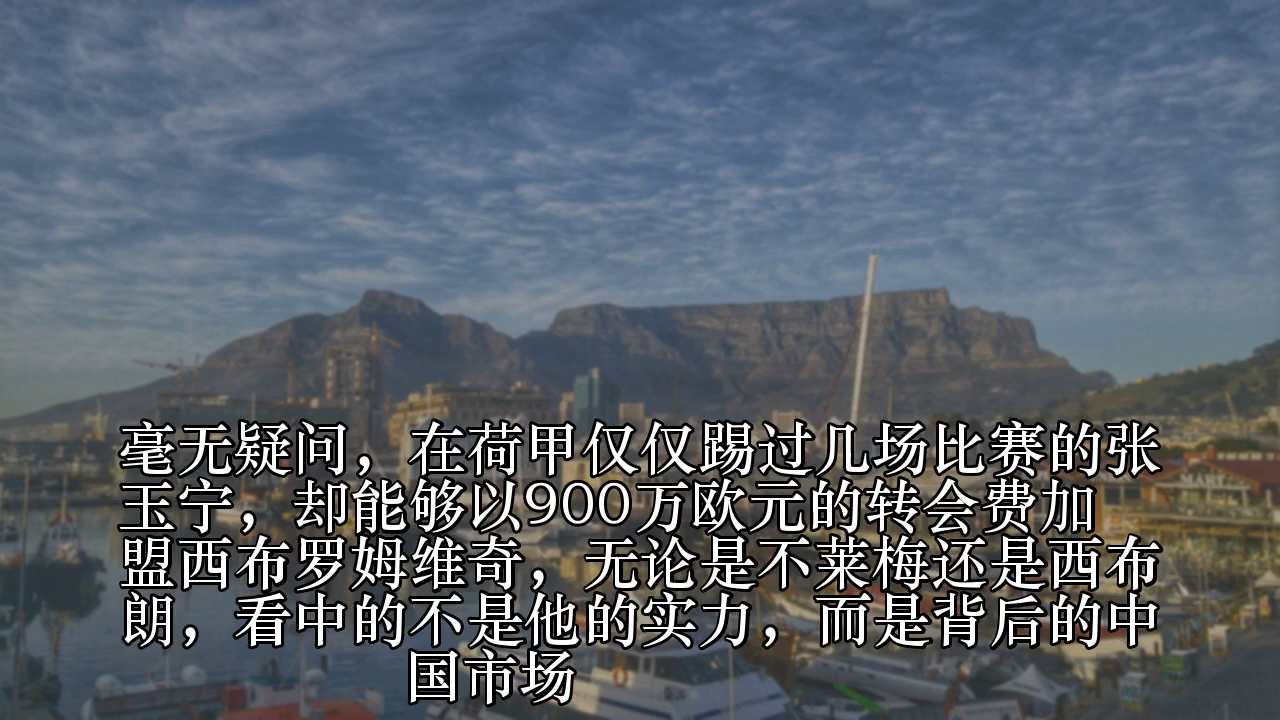 毫无疑问，在荷甲仅仅踢过几场比赛的张
玉宁，却能够以900万欧元的转会费加
盟西布罗姆维奇，无论是不莱梅还是西布
朗，看中的不是他的实力，而是背后的中
国市场